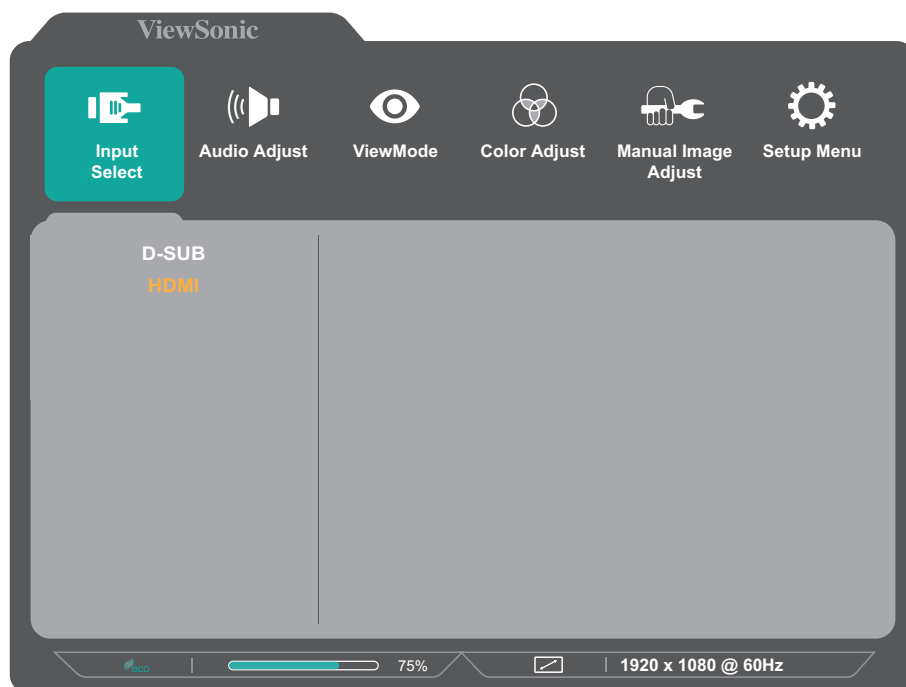 ViewSonic
Input
Select
Audio Adjust
ViewMode
Color Adjust
Manual Image
Adjust
Setup Menu
D-SUB
HDMI
eco
75%
1920 x 1080 @ 60Hz